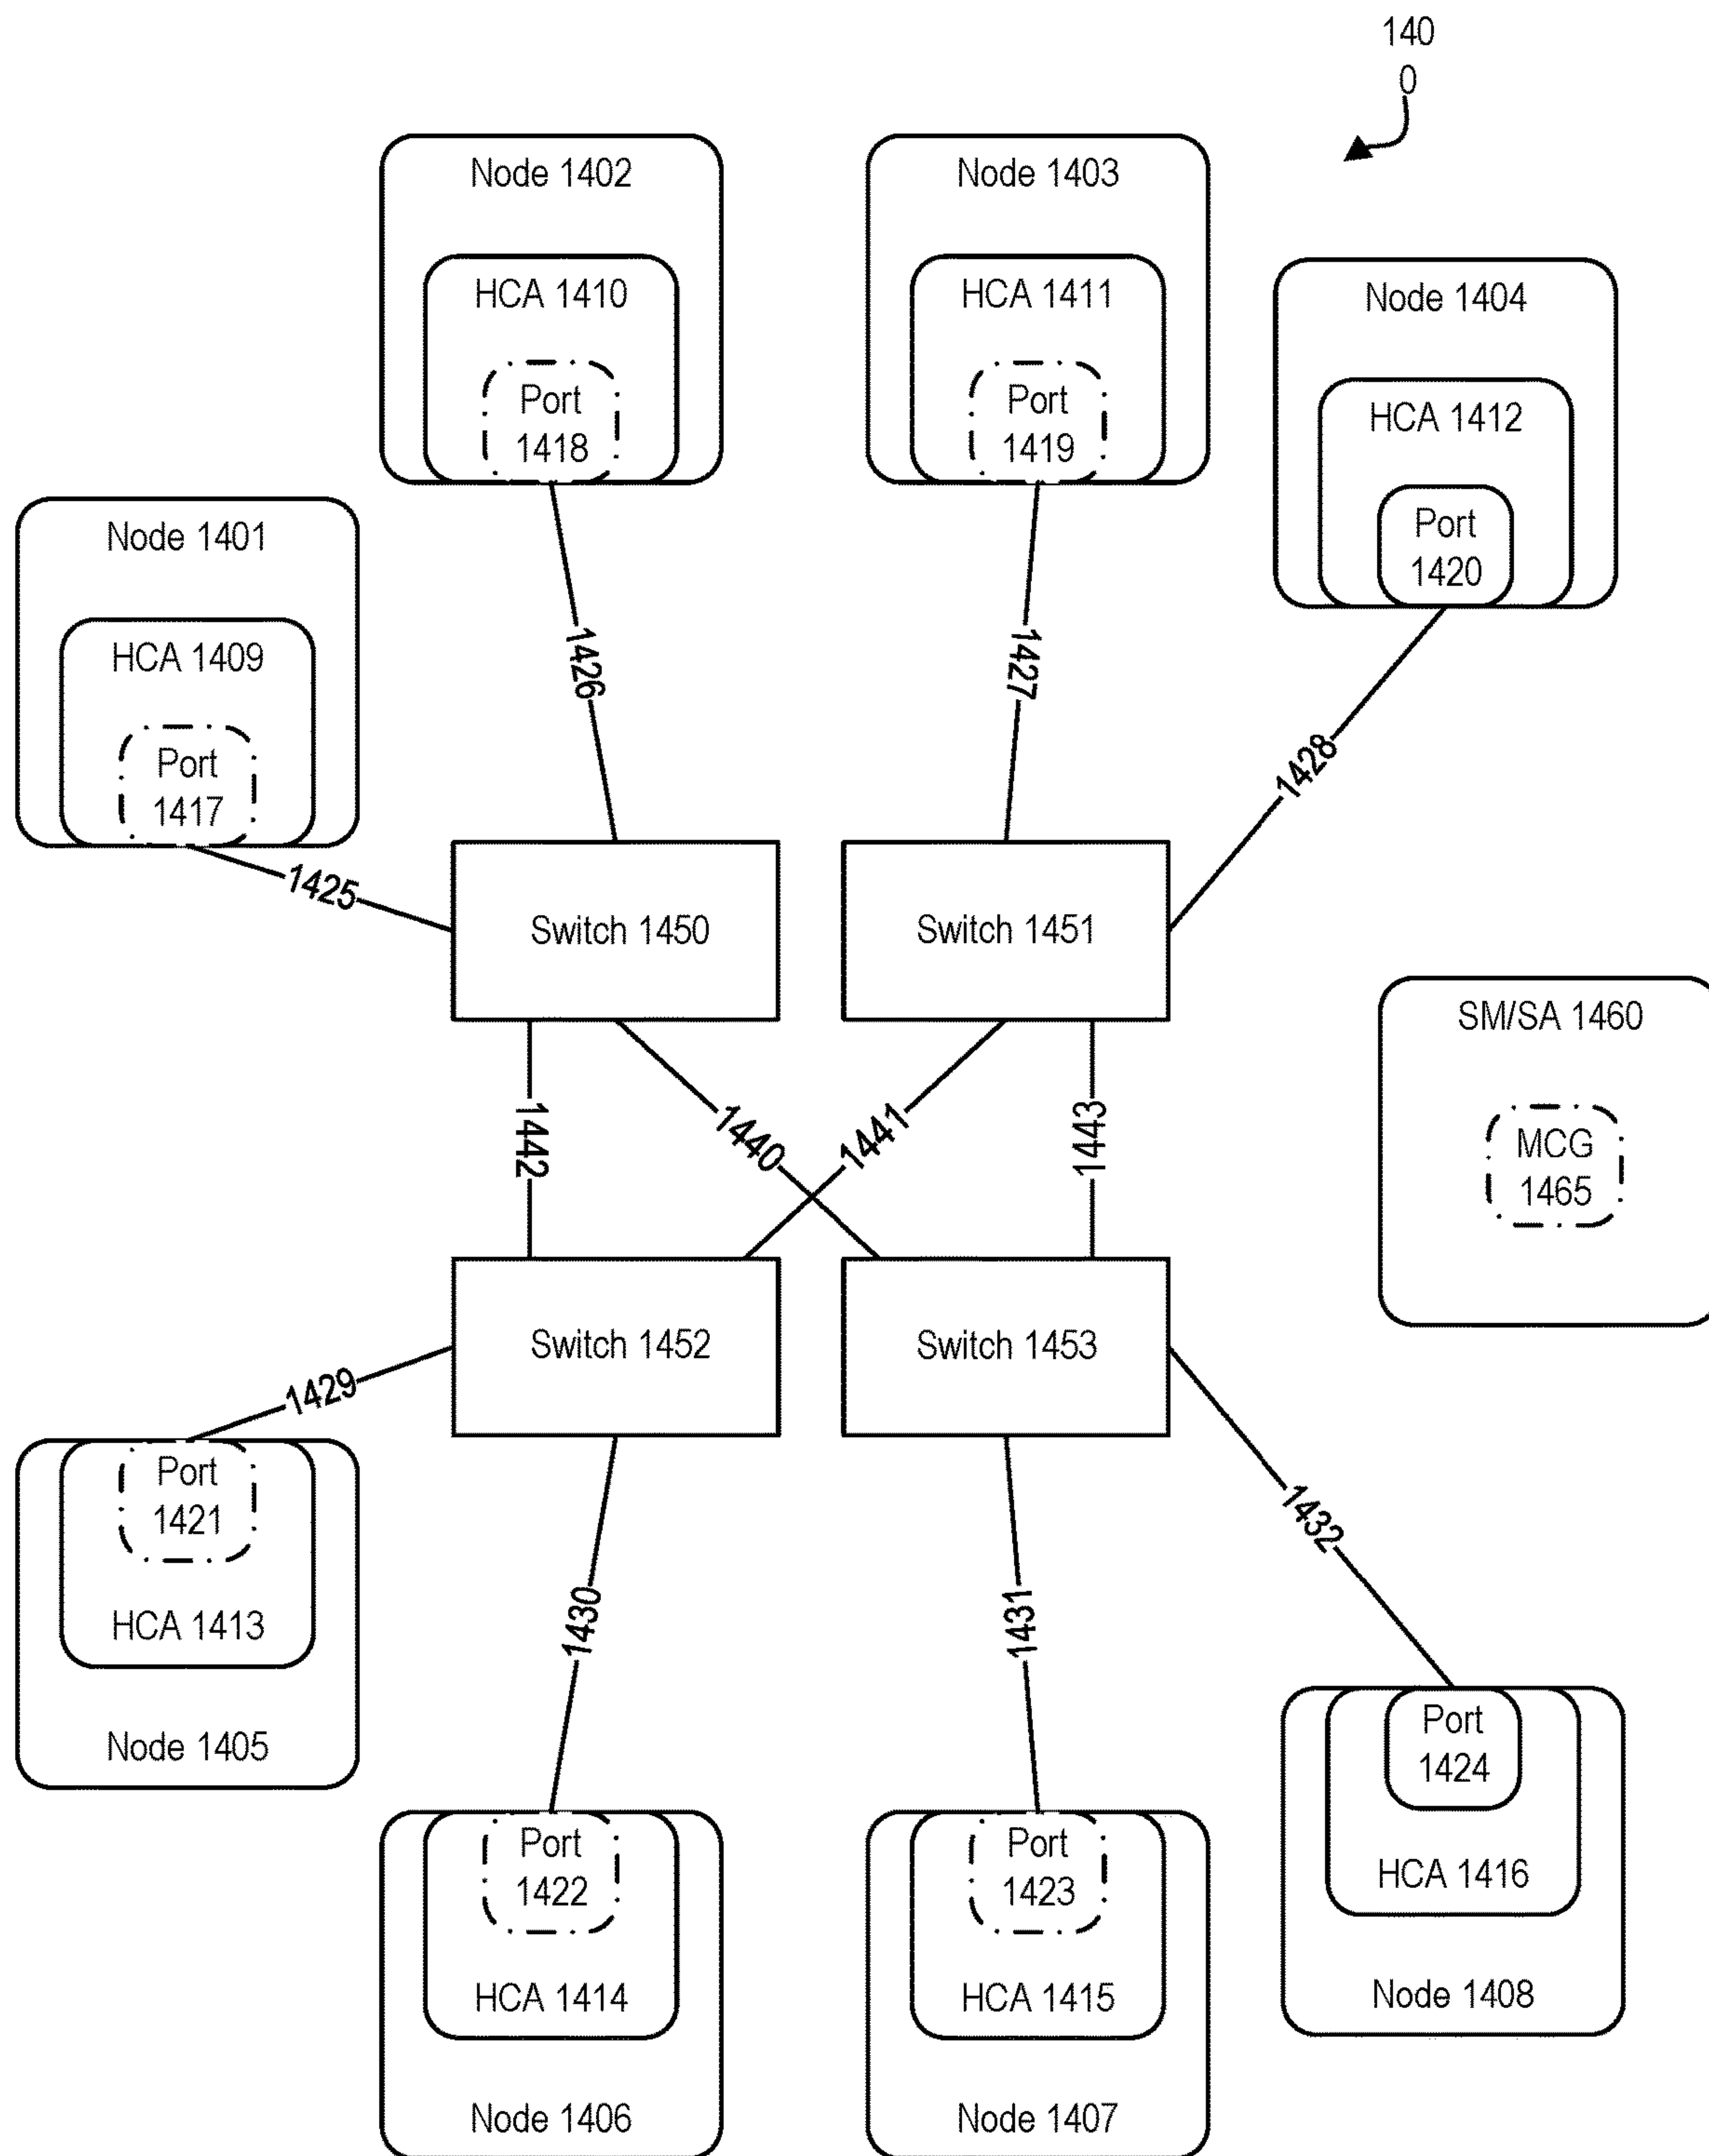 140
0
Node 1402
HCA 1410
Port
1418
Node 1403
HCA 1411
Port
1419
Node 1404
HCA 1412
Port
1420
Node 1401
HCA 1409
Port
1417
1426
1427
1428
1425
Switch 1450
Switch 1451
SM/SA 1460
MCG
1465
1442
1440
1441
1443
Switch 1452
Switch 1453
1429
1430
1431
1432
Port
1421
HCA 1413
Node 1405
Port
1422
HCA 1414
Node 1406
Port
1423
HCA 1415
Node 1407
Port
1424
HCA 1416
Node 1408